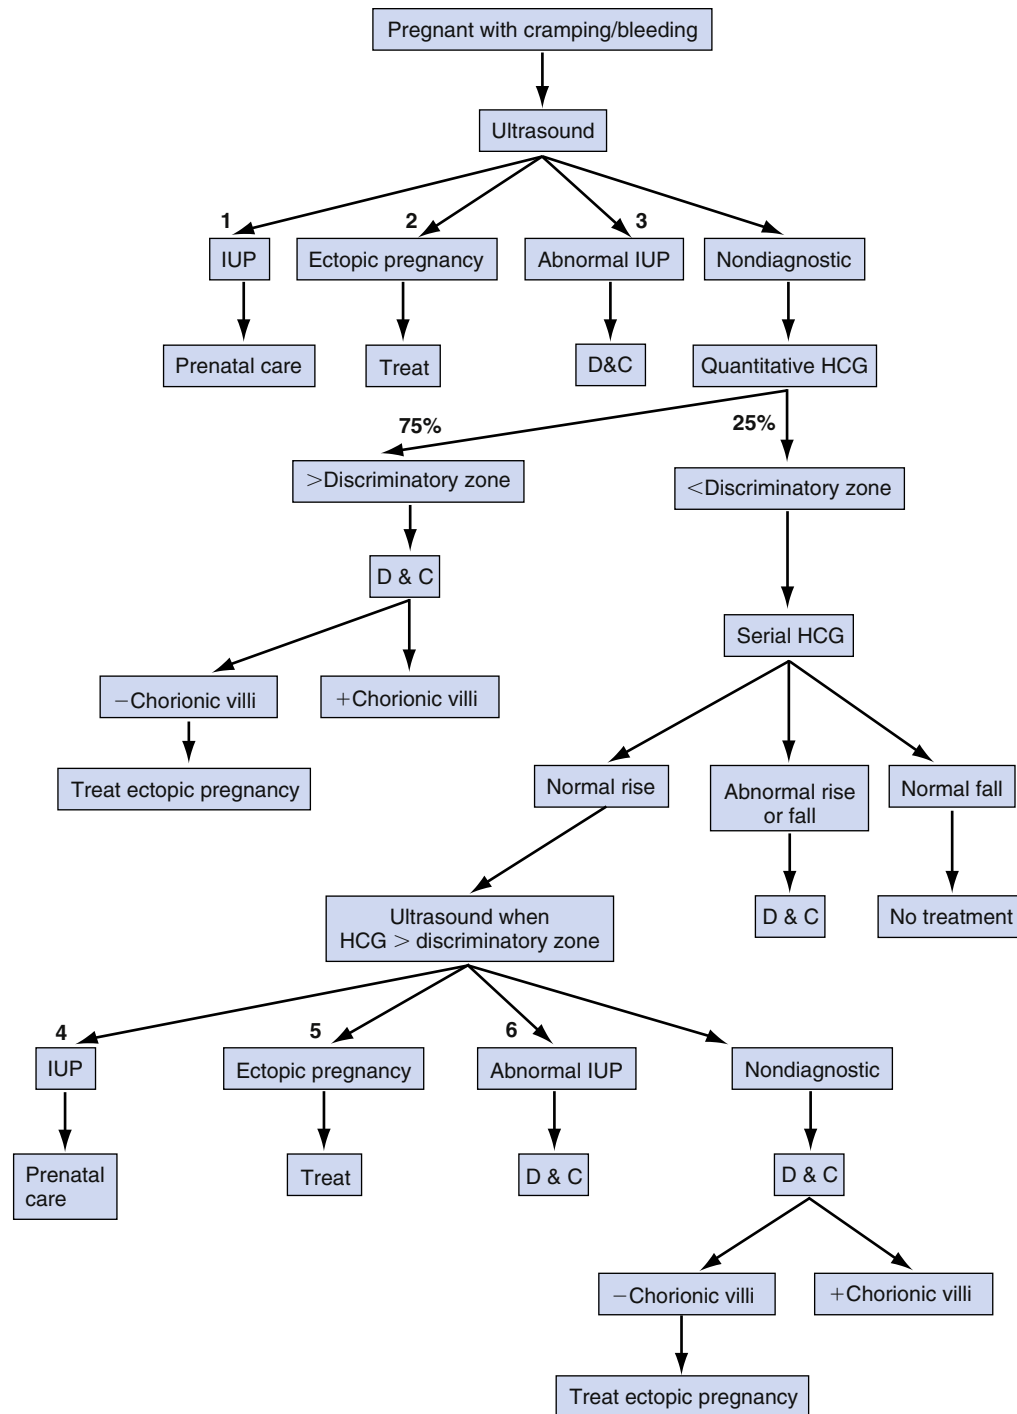 Pregnant with cramping/bleeding
Ultrasound
1
2
3
IUP
Ectopic pregnancy
Abnormal IUP
Nondiagnostic
Prenatal care
Treat
D&C
Quantitative HCG
75%
25%
>Discriminatory zone
<Discriminatory zone
D & C
Serial HCG
−Chorionic villi
+Chorionic villi
Treat ectopic pregnancy
Normal rise
Abnormal rise
or fall
Normal fall
Ultrasound when
HCG > discriminatory zone
D & C
No treatment
4
5
6
IUP
Ectopic pregnancy
Abnormal IUP
Nondiagnostic
Prenatal
care
Treat
D & C
D & C
−Chorionic villi
+Chorionic villi
Treat ectopic pregnancy